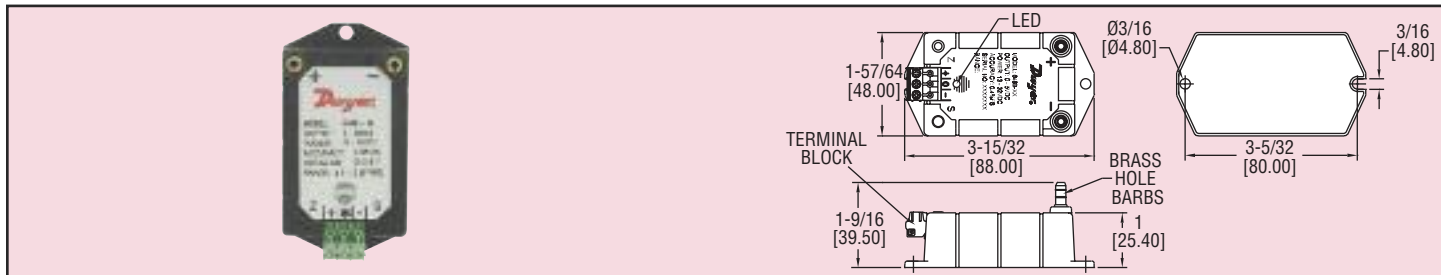 Dwyer
+ -
Z S
LED
Z
S
+
-
Dwyer
1-57/64
[48.00]
3-15/32
[88.00]
Ø3/16
[Ø4.80]
3/16
[4.80]
3-5/32
[80.00]
TERMINAL
BLOCK
BRASS
HOLE
BARBS
1-9/16
[39.50]
1
[25.40]